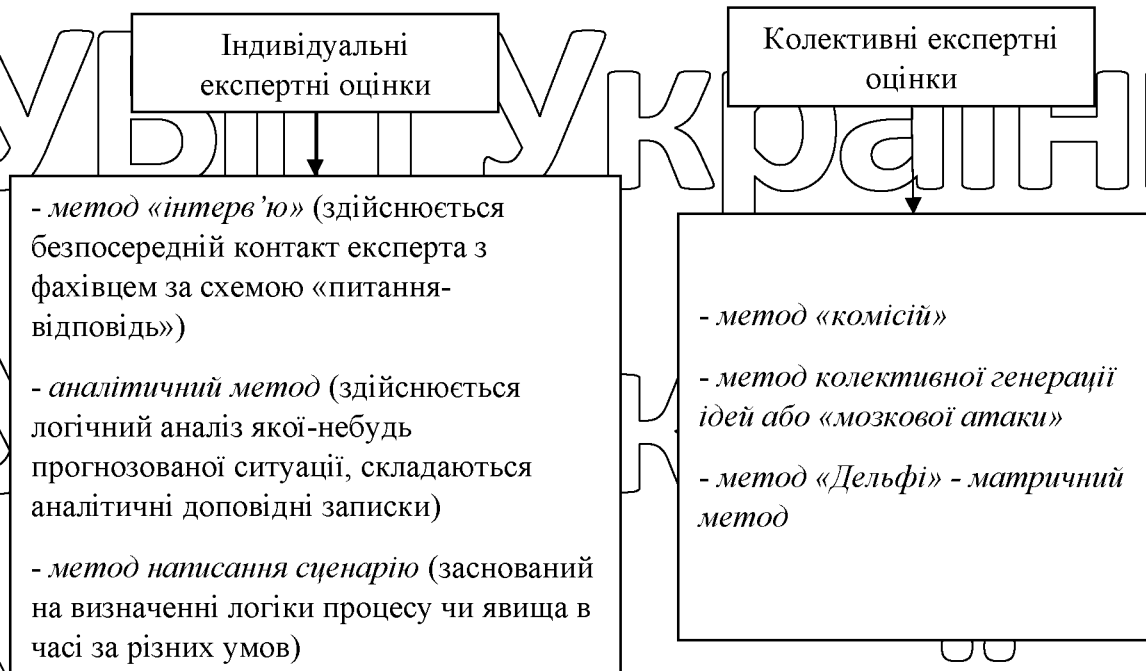 Індивідуальні
експертні оцінки
- метод «інтерв’ю» (здійснюється
безпосередній контакт експерта з
фахівцем за схемою «питання-
відповідь»)
- аналітичний метод (здійснюється
логічний аналіз якої-небудь
прогнозованої ситуації, складаються
аналітичні доповідні записки)
- метод написання сценарію (заснований
на визначенні логіки процесу чи явища в
часі за різних умов)
Колективні експертні
оцінки
- метод «комісій»
- метод колективної генерації
ідей або «мозкової атаки»
- метод «Дельфі» - матричний
метод